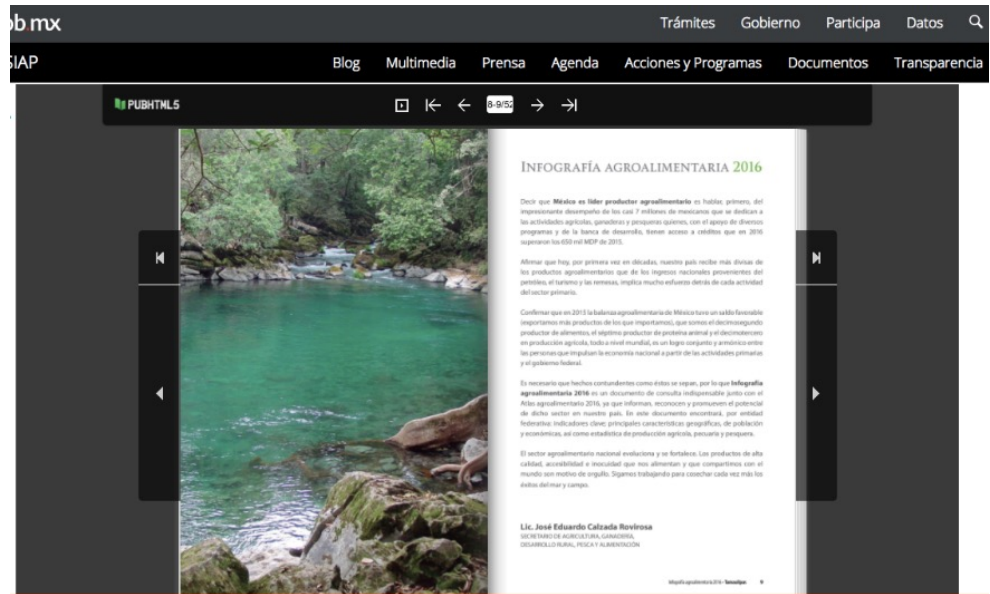 ob.mx
Trámites Gobierno Participa Datos
SIAP
Blog Multimedia Prensa Agenda Acciones y Programas Documentos Transparencia
PUBHTML5
8-9/52
INFOGRAFÍA AGROALIMENTARIA 2016
Decir que México es líder productor agroalimentario es hablar, primero, del
impresionante desempeño de los casi 7 millones de mexicanos que se dedican a
las actividades agrícolas, ganaderas y pesqueras quienes, con el apoyo de diversos
programas y de la banca de desarrollo, tienen acceso a créditos que en 2016
superaron los 650 mil MDP de 2015.
Afirmar que hoy, por primera vez en décadas, nuestro país recibe más divisas de
los productos agroalimentarios que de los ingresos nacionales provenientes del
petróleo, el turismo y las remesas, implica mucho esfuerzo detrás de cada actividad
del sector primario.
Confirmar que en 2015 la balanza agroalimentaria de México tuvo un saldo favorable
(exportamos más productos de los que importamos), que somos el decimosegundo
productor de alimentos, el séptimo productor de proteína animal y el decimotercero
en producción agrícola, todo a nivel mundial, es un logro conjunto y armónico entre
las personas que impulsan la economía nacional a partir de las actividades primarias
y el gobierno federal.
Es necesario que hechos contundentes como éstos se sepan, por lo que Infografía
agroalimentaria 2016 es un documento de consulta indispensable junto con el
Atlas agroalimentario 2016, ya que informan, reconocen y promueven el potencial
de dicho sector en nuestro país. En este documento encontrará, por entidad
federativa: indicadores clave; principales características geográficas, de población
y económicas, así como estadística de producción agrícola, pecuaria y pesquera.
El sector agroalimentario nacional evoluciona y se fortalece. Los productos de alta
calidad, accesibilidad e inocuidad que nos alimentan y que compartimos con el
mundo son motivo de orgullo. Sigamos trabajando para cosechar cada vez más los
éxitos del mar y campo.
Lic. José Eduardo Calzada Rovirosa
SECRETARIO DE AGRICULTURA, GANADERÍA,
DESARROLLO RURAL, PESCA Y ALIMENTACIÓN
Infografía agroalimentaria 2016 • Tamaulipas 9